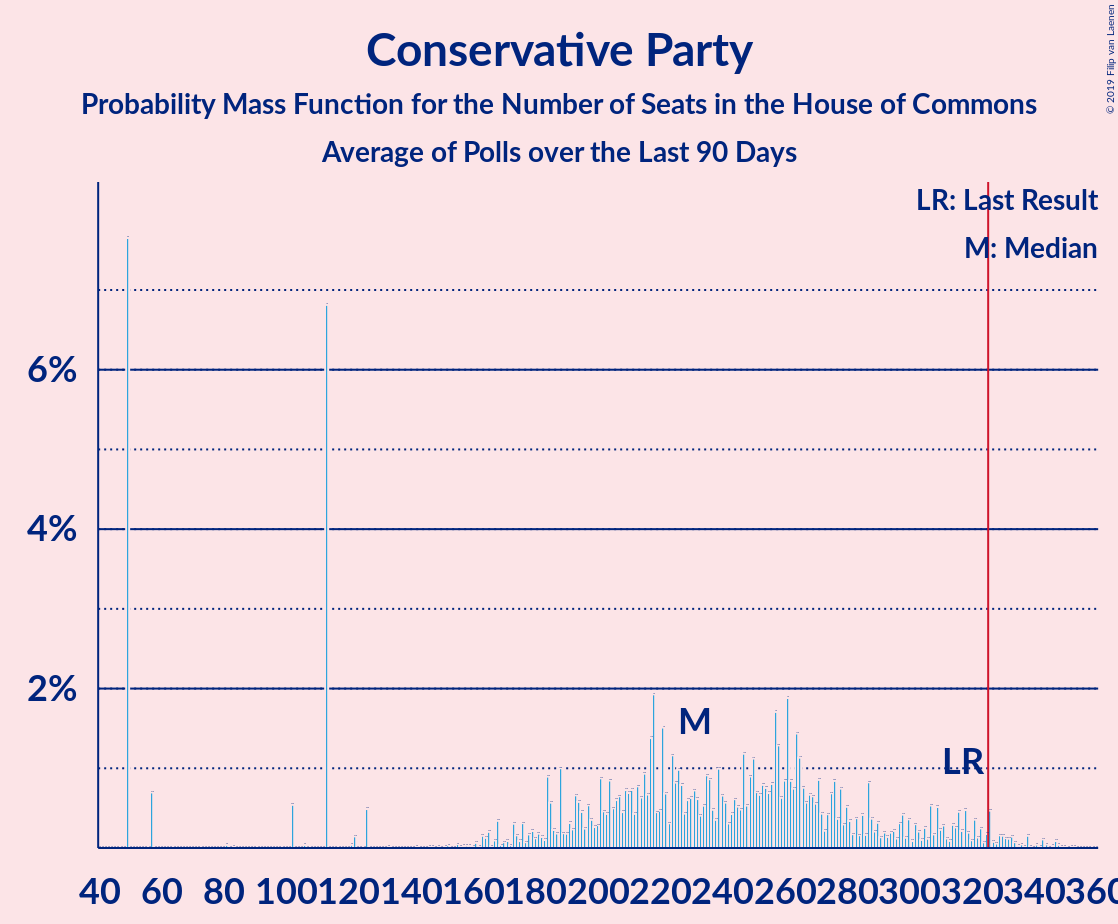 Conservative Party
Probability Mass Function for the Number of Seats in the House of Commons
Average of Polls over the Last 90 Days
© 2019 Filip van Laenen
LR: Last Result
M: Median
6%
4%
2%
M
LR
40 60 80 100 120 140 160 180 200 220 240 260 280 300 320 340 360